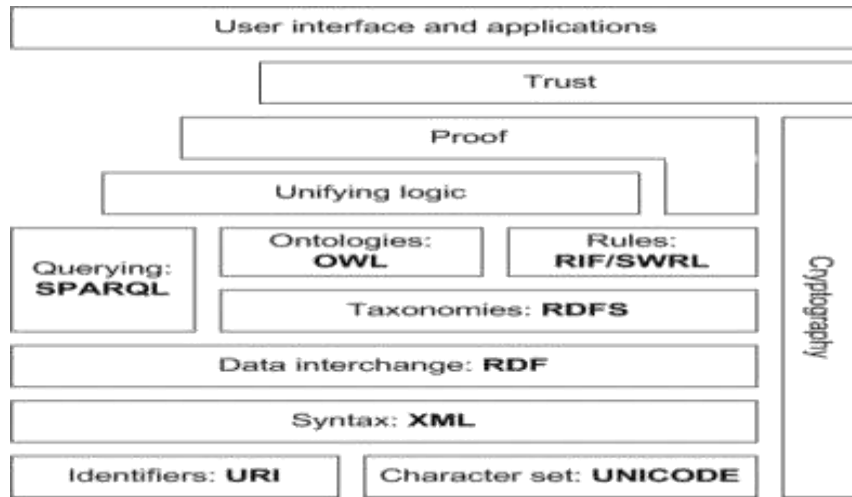 User interface and applications
Trust
Proof
Unifying logic
Querying:
SPARQL
Ontologies:
OWL
Rules:
RIF/SWRL
Taxonomies: RDFS
Cryptography
Data interchange: RDF
Syntax: XML
Identifiers: URI
Character set: UNICODE